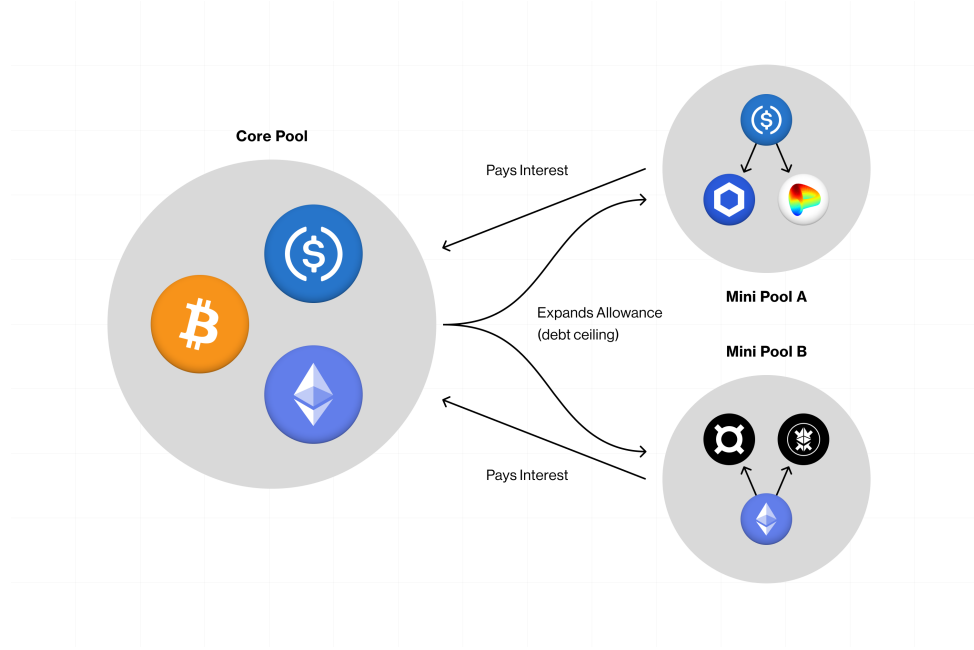 Core Pool
Pays Interest
Expands Allowance
(debt ceiling)
Pays Interest
Mini Pool A
Mini Pool B